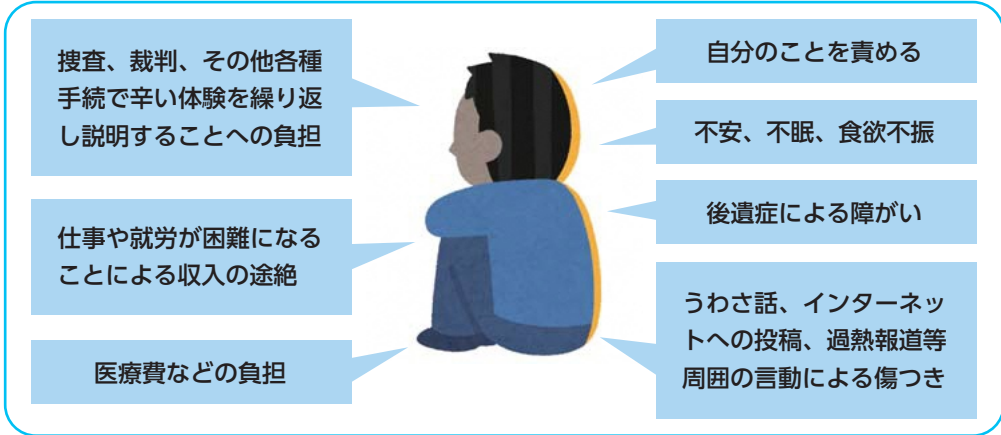 捜査、裁判、その他各種
手続で辛い体験を繰り返
し説明することへの負担
仕事や就労が困難になる
ことによる収入の途絶
医療費などの負担
自分のことを責める
不安、不眠、食欲不振
後遺症による障がい
うわさ話、インターネッ
トへの投稿、過熱報道等
周囲の言動による傷つき